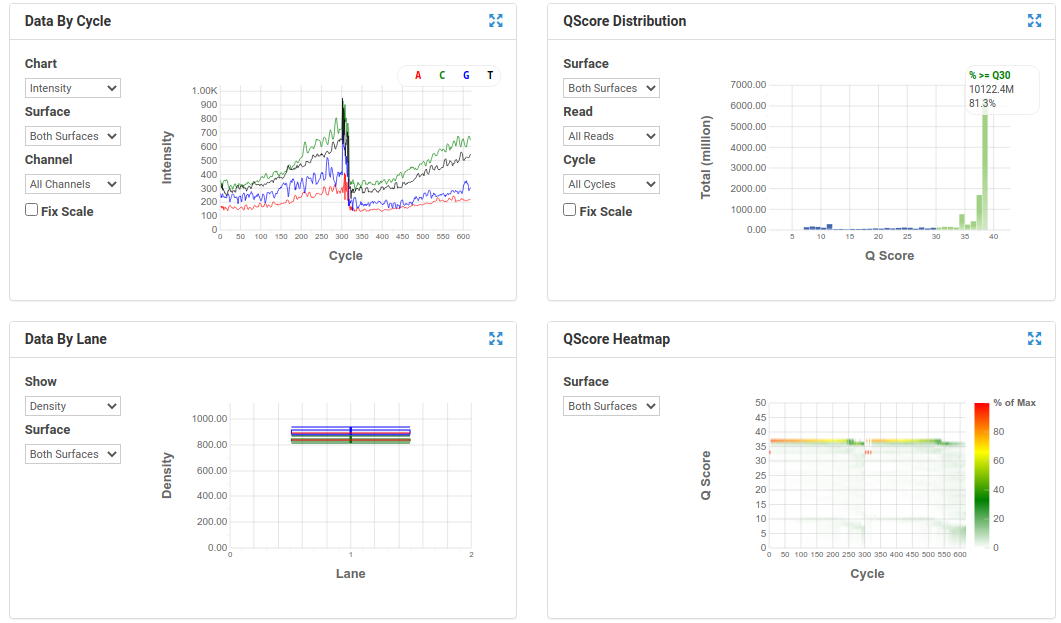 Data By Cycle
Chart
Intensity
Surface
Both Surfaces
Channel
All Channels
Fix Scale
A C G T
Intensity
1.00K
900
800
700
600
500
400
300
200
100
0
0 50 100 150 200 250 300 350 400 450 500 550 600
Cycle
QScore Distribution
Surface
Both Surfaces
Read
All Reads
Cycle
All Cycles
Fix Scale
% >= Q30
10122.4M
81.3%
Total (million)
7000.00
6000.00
5000.00
4000.00
3000.00
2000.00
1000.00
0.00
5 10 15 20 25 30 35 40
Q Score
Data By Lane
Show
Density
Surface
Both Surfaces
Density
1000.00
800.00
600.00
400.00
200.00
0.00
0 1 2
Lane
QScore Heatmap
Surface
Both Surfaces
Q Score
50
45
40
35
30
25
20
15
10
5
0
0 50 100 150 200 250 300 350 400 450 500 550 600
Cycle
% of Max
80
60
40
20
0